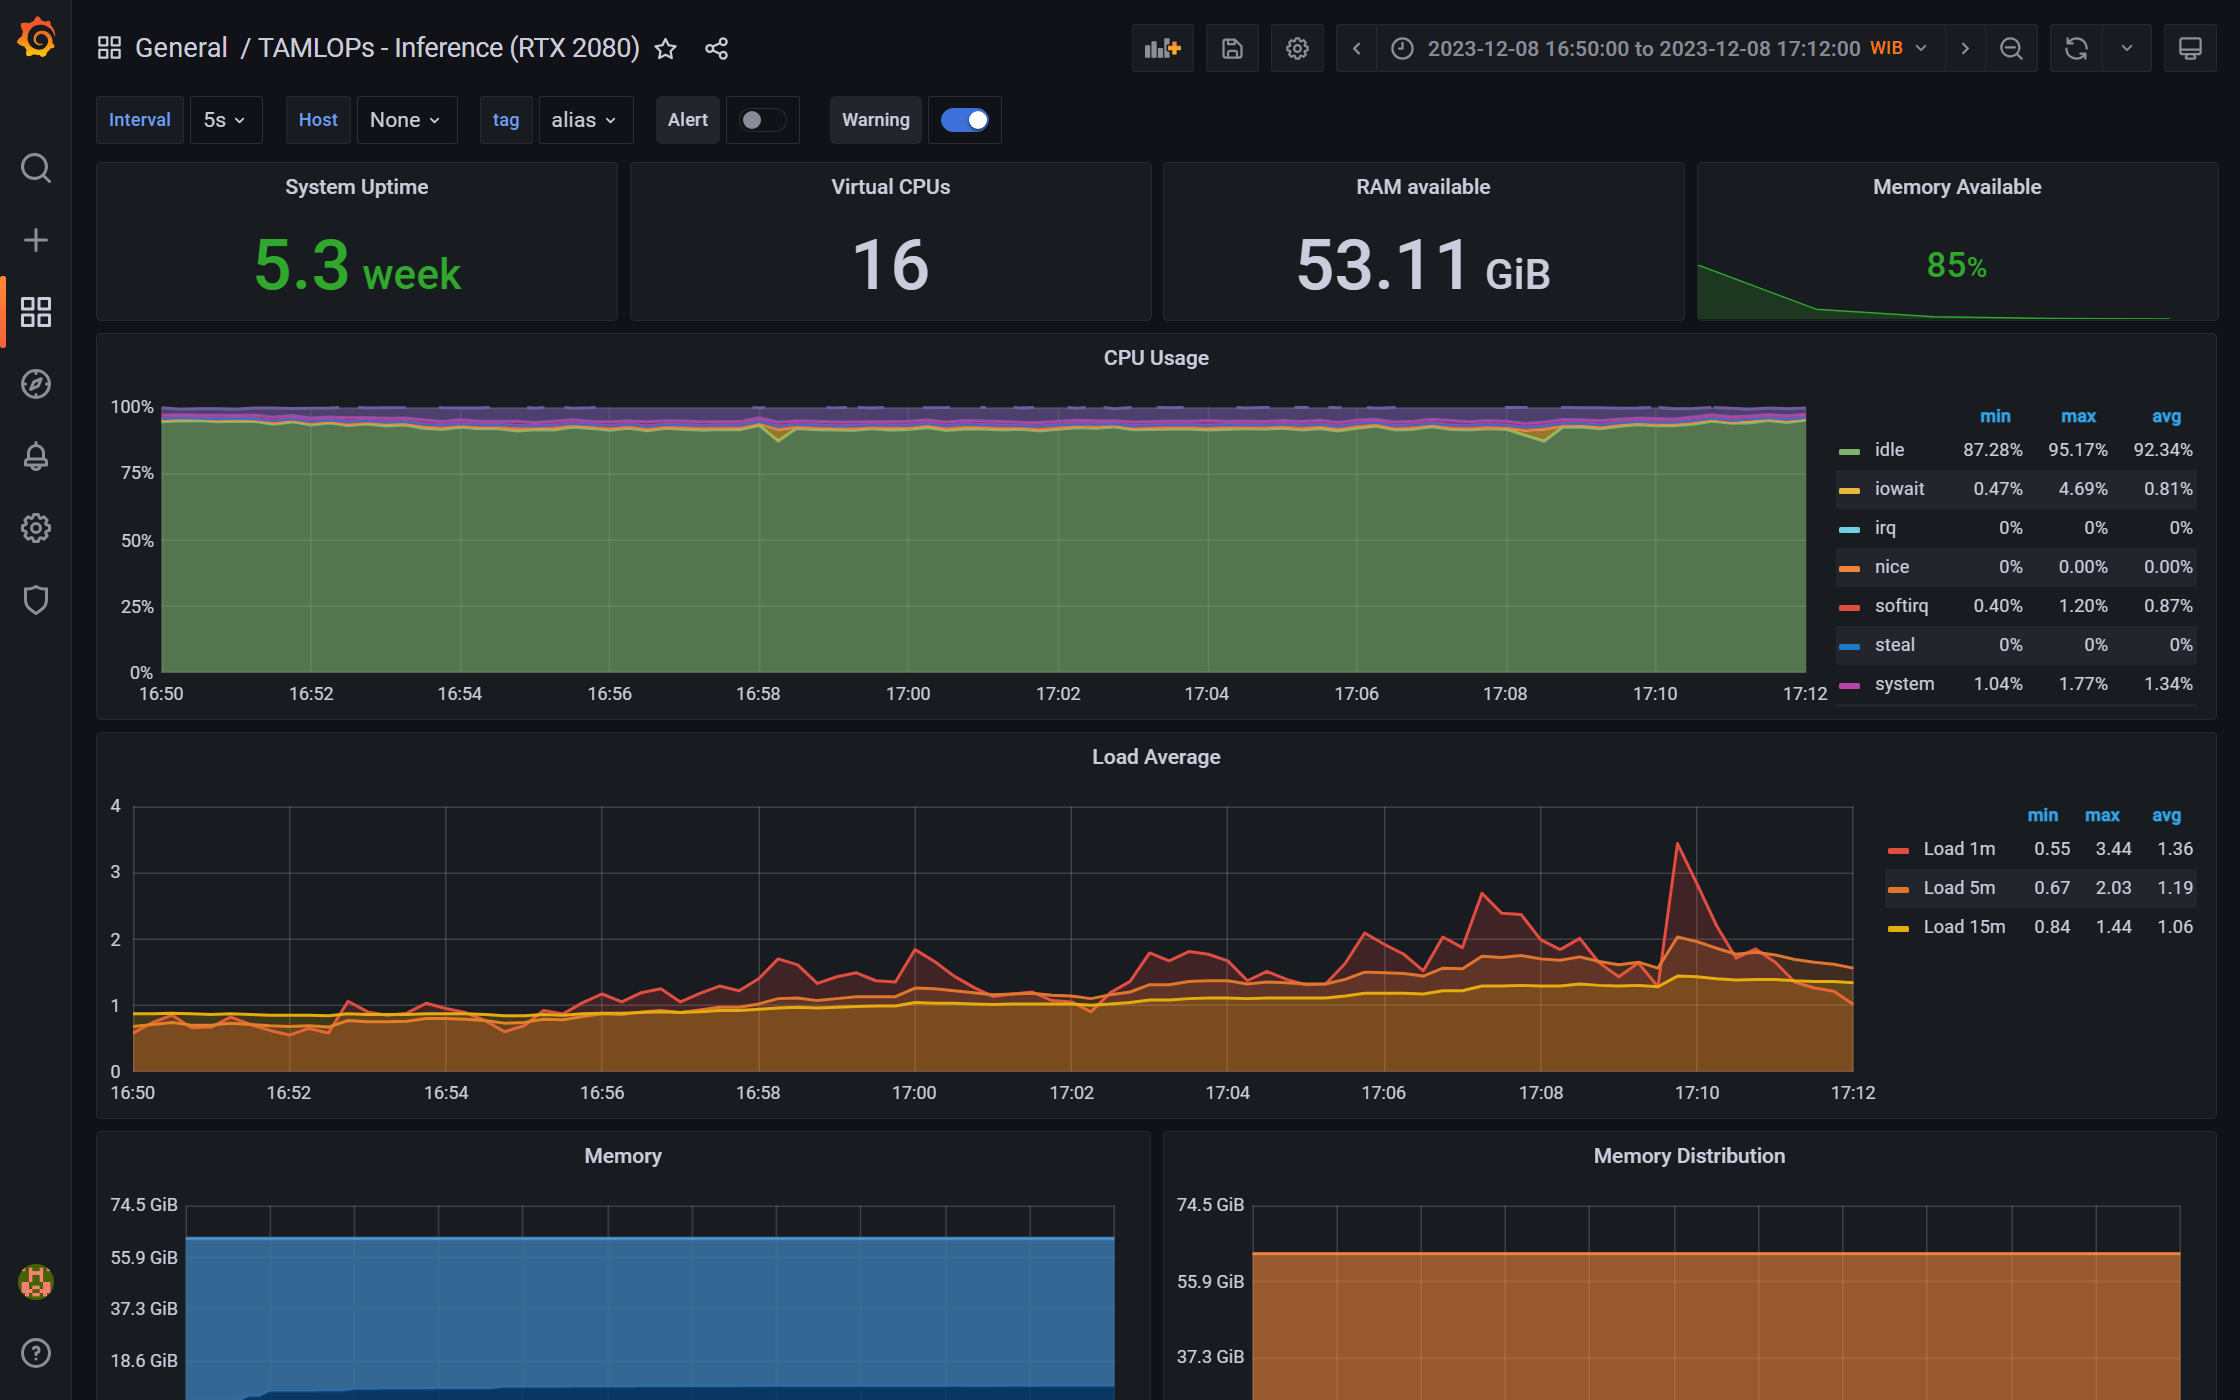 General / TAMLOPs - Inference (RTX 2080)
2023-12-08 16:50:00 to 2023-12-08 17:12:00 WIB
Interval 5s Host None tag alias Alert Warning
System Uptime
5.3 week
Virtual CPUs
16
RAM available
53.11 GiB
Memory Available
85%
CPU Usage
100%
75%
50%
25%
0%
16:50 16:52 16:54 16:56 16:58 17:00 17:02 17:04 17:06 17:08 17:10 17:12
min max avg
idle 87.28% 95.17% 92.34%
iowait 0.47% 4.69% 0.81%
irq 0% 0% 0%
nice 0% 0.00% 0.00%
softirq 0.40% 1.20% 0.87%
steal 0% 0% 0%
system 1.04% 1.77% 1.34%
Load Average
4
3
2
1
0
16:50 16:52 16:54 16:56 16:58 17:00 17:02 17:04 17:06 17:08 17:10 17:12
min max avg
Load 1m 0.55 3.44 1.36
Load 5m 0.67 2.03 1.19
Load 15m 0.84 1.44 1.06
Memory
74.5 GiB
55.9 GiB
37.3 GiB
18.6 GiB
Memory Distribution
74.5 GiB
55.9 GiB
37.3 GiB